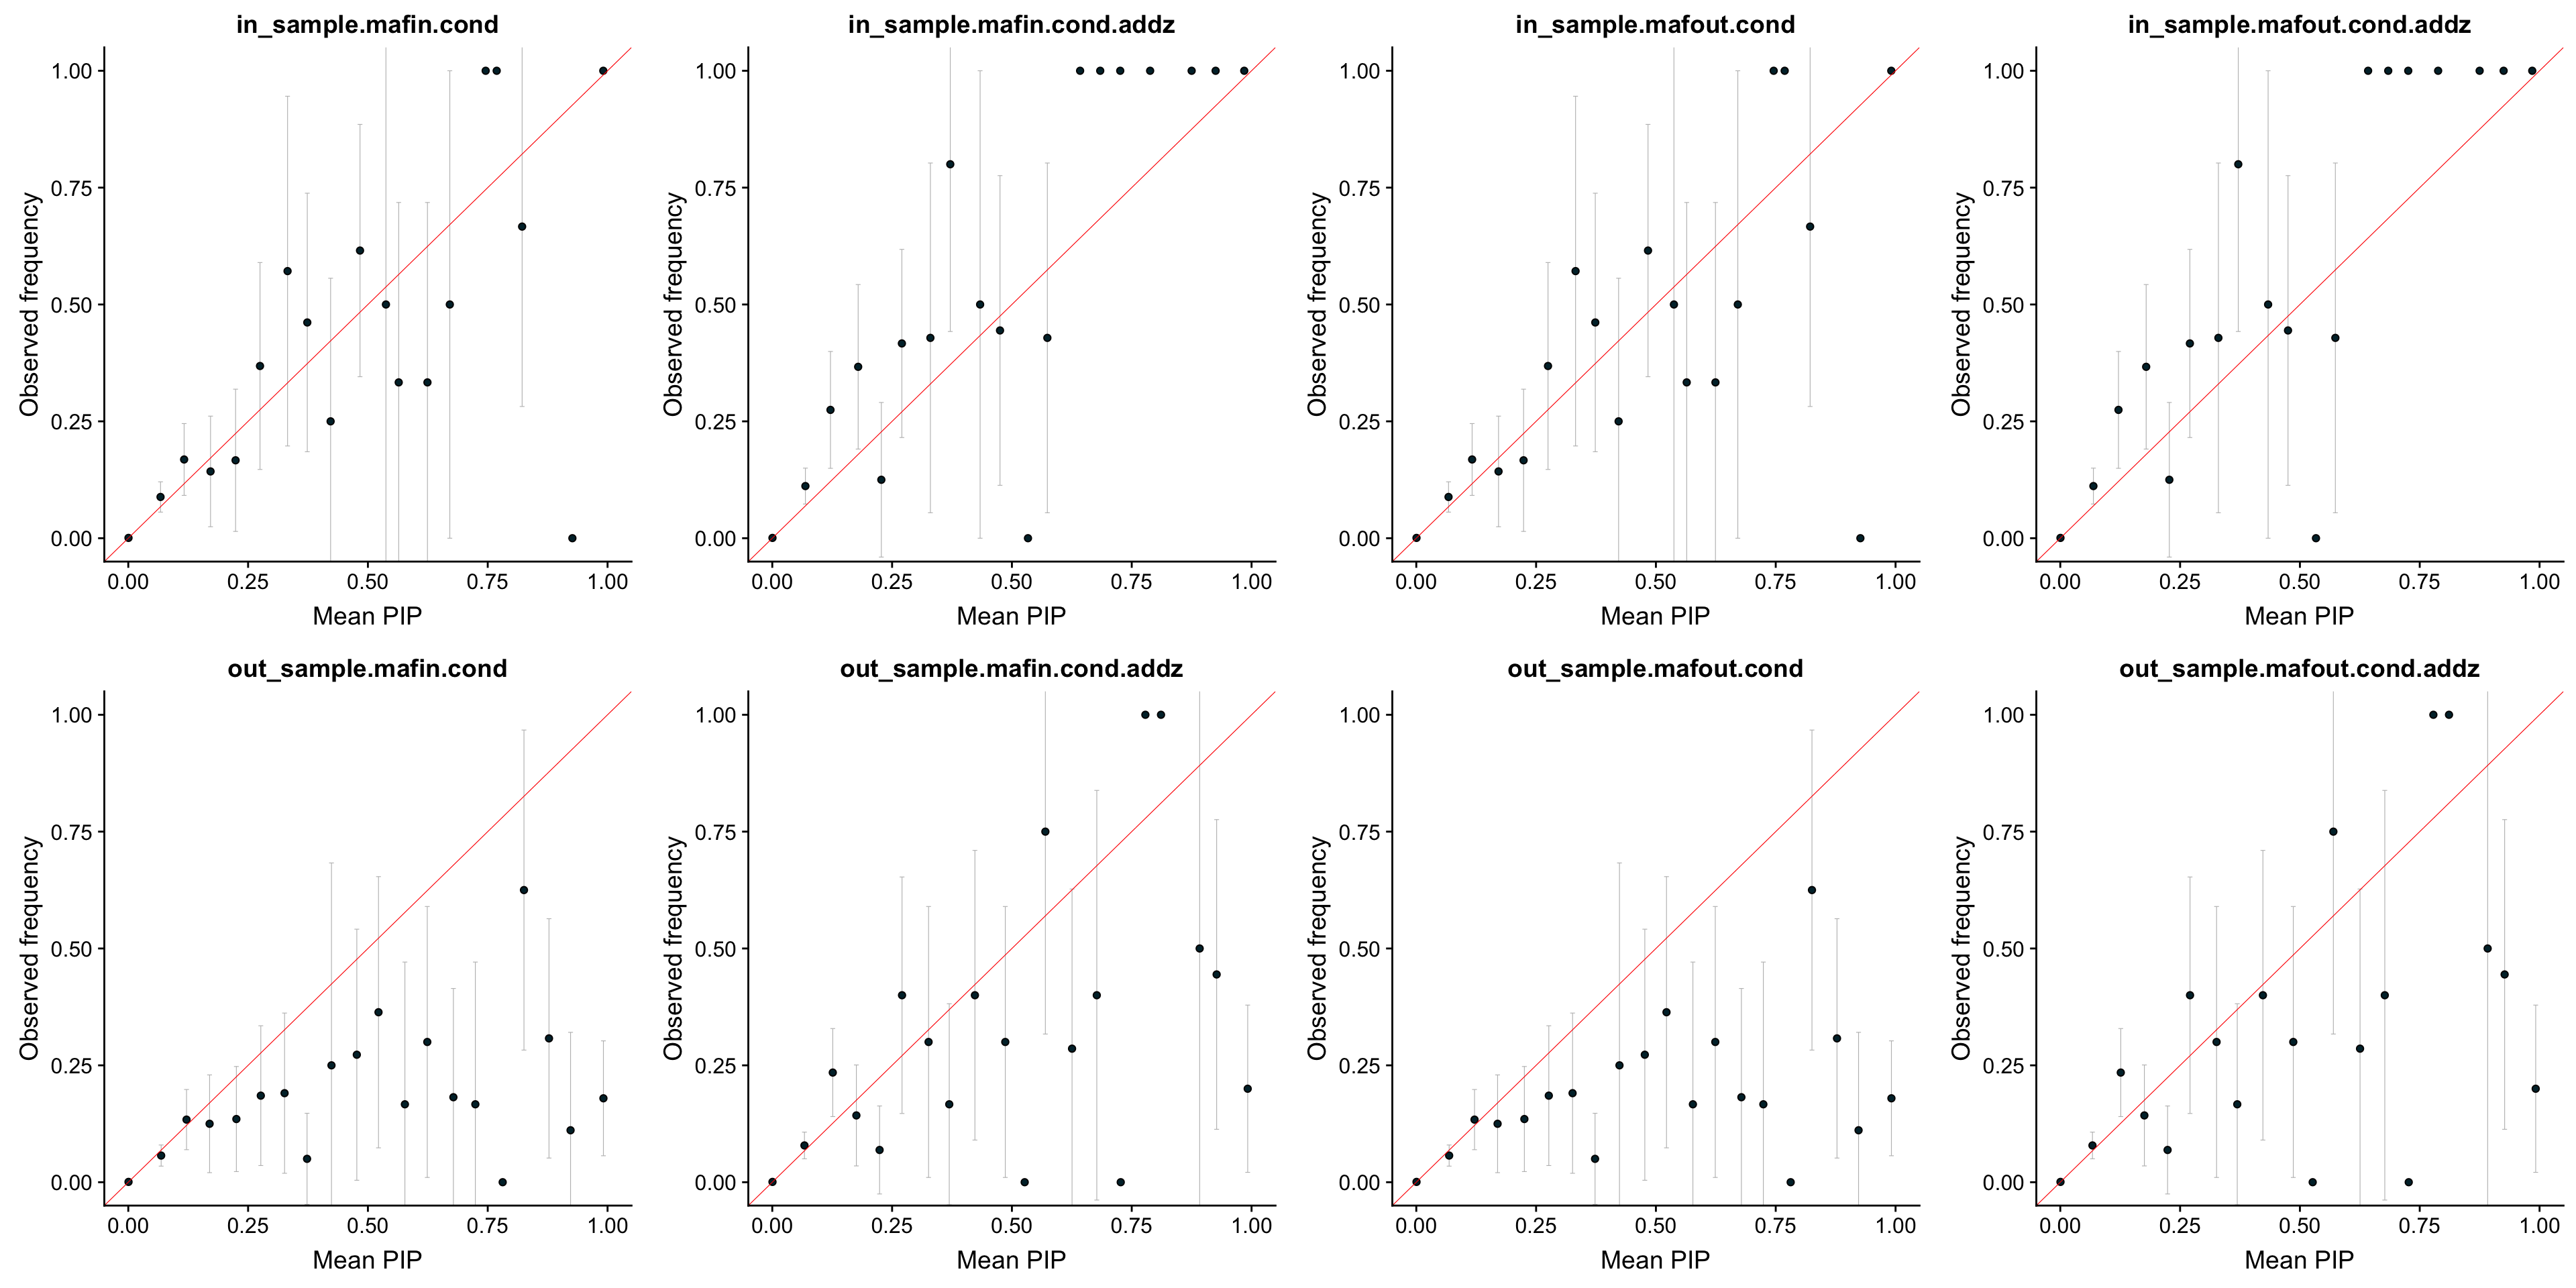 in_sample.mafin.cond
1.00
0.75
0.50
0.25
0.00
Observed frequency
0.00 0.25 0.50 0.75 1.00
Mean PIP
in_sample.mafin.cond.addz
1.00
0.75
0.50
0.25
0.00
Observed frequency
0.00 0.25 0.50 0.75 1.00
Mean PIP
in_sample.mafout.cond
1.00
0.75
0.50
0.25
0.00
Observed frequency
0.00 0.25 0.50 0.75 1.00
Mean PIP
in_sample.mafout.cond.addz
1.00
0.75
0.50
0.25
0.00
Observed frequency
0.00 0.25 0.50 0.75 1.00
Mean PIP
out_sample.mafin.cond
1.00
0.75
0.50
0.25
0.00
Observed frequency
0.00 0.25 0.50 0.75 1.00
Mean PIP
out_sample.mafin.cond.addz
1.00
0.75
0.50
0.25
0.00
Observed frequency
0.00 0.25 0.50 0.75 1.00
Mean PIP
out_sample.mafout.cond
1.00
0.75
0.50
0.25
0.00
Observed frequency
0.00 0.25 0.50 0.75 1.00
Mean PIP
out_sample.mafout.cond.addz
1.00
0.75
0.50
0.25
0.00
Observed frequency
0.00 0.25 0.50 0.75 1.00
Mean PIP